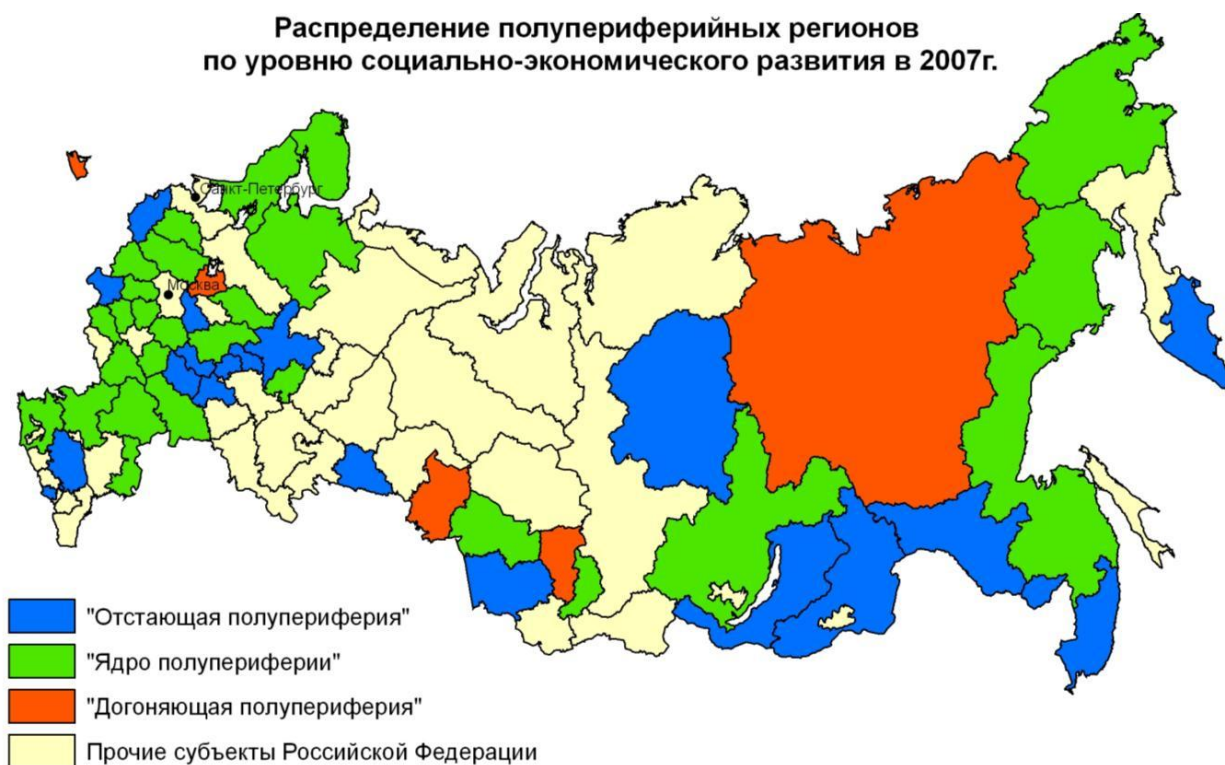 Распределение полупериферийных регионов
по уровню социально-экономического развития в 2007г.
Санкт-Петербург
Москва
"Отстающая полупериферия"
"Ядро полупериферии"
"Догоняющая полупериферия"
Прочие субъекты Российской Федерации